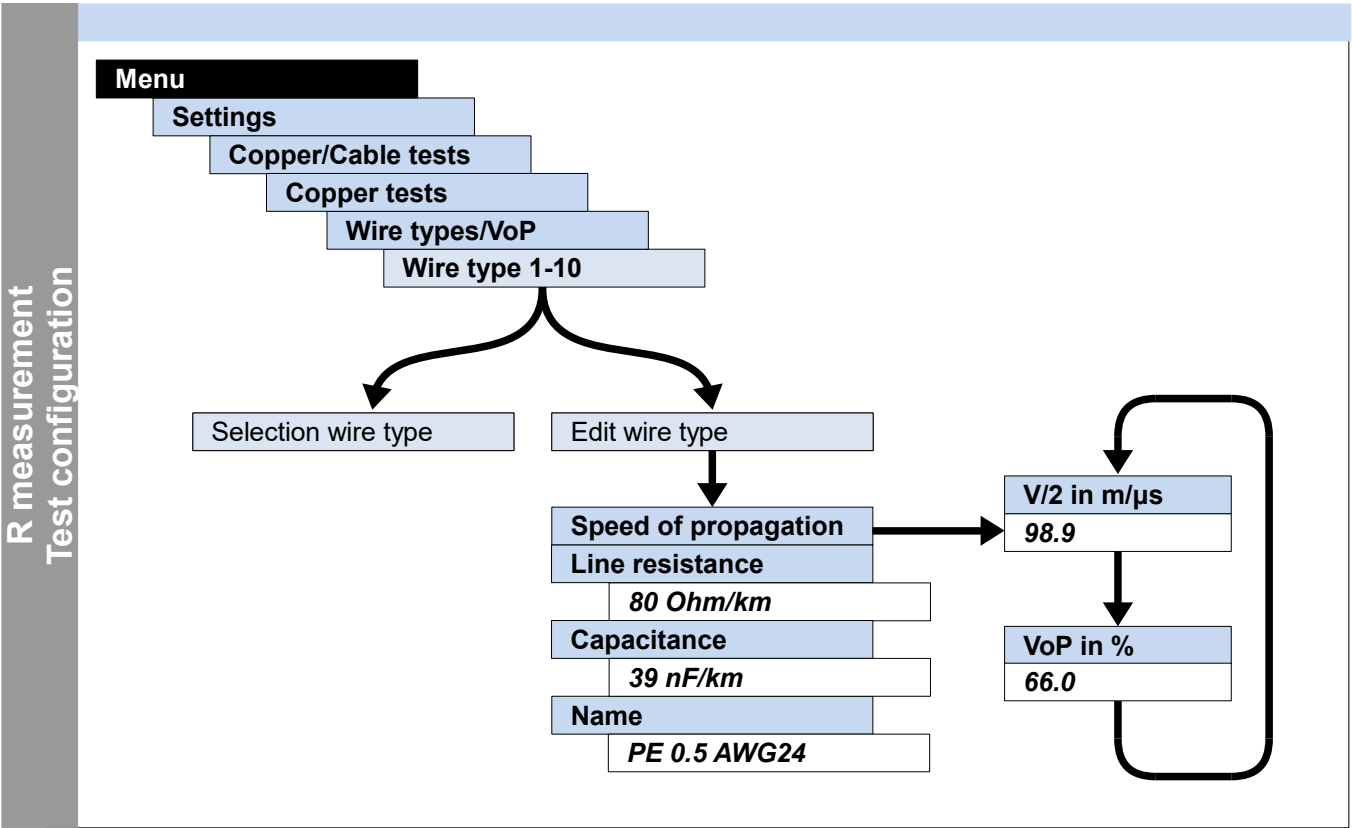 R measurement
Test configuration
Menu
Settings
Copper/Cable tests
Copper tests
Wire types/VoP
Wire type 1-10
Selection wire type
Edit wire type
Speed of propagation
Line resistance
80 Ohm/km
Capacitance
39 nF/km
Name
PE 0.5 AWG24
V/2 in m/µs
98.9
VoP in %
66.0